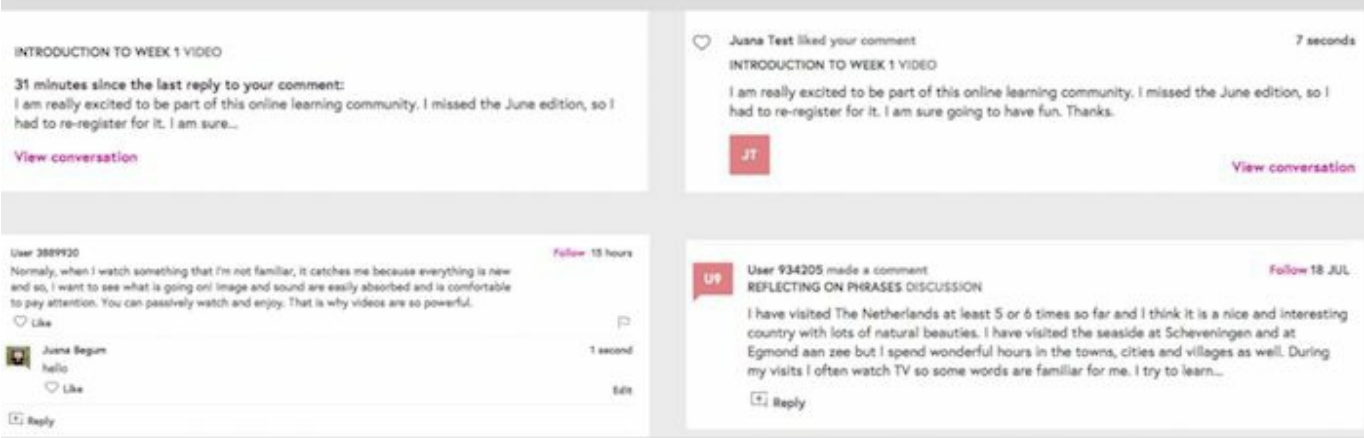 INTRODUCTION TO WEEK 1 VIDEO
31 minutes since the last reply to your comment:
I am really excited to be part of this online learning community. I missed the June edition, so I
had to re-register for it. I am sure...
View conversation
Jusna Test liked your comment
7 seconds
INTRODUCTION TO WEEK 1 VIDEO
I am really excited to be part of this online learning community. I missed the June edition, so I
had to re-register for it. I am sure going to have fun. Thanks.
JT
View conversation
User 3889920
Follow 15 hours
Normaly, when I watch something that I'm not familiar, it catches me because everything is new
and so, I want to see what is going on! Image and sound are easily absorbed and is comfortable
to pay attention. You can passively watch and enjoy. That is why videos are so powerful.
Like
Jusna Begum
1 second
hello
Like
Edit
Reply
U9
User 934205 made a comment
Follow 18 JUL
REFLECTING ON PHRASES DISCUSSION
I have visited The Netherlands at least 5 or 6 times so far and I think it is a nice and interesting
country with lots of natural beauties. I have visited the seaside at Scheveningen and at
Egmond aan zee but I spend wonderful hours in the towns, cities and villages as well. During
my visits I often watch TV so some words are familiar for me. I try to learn...
Reply